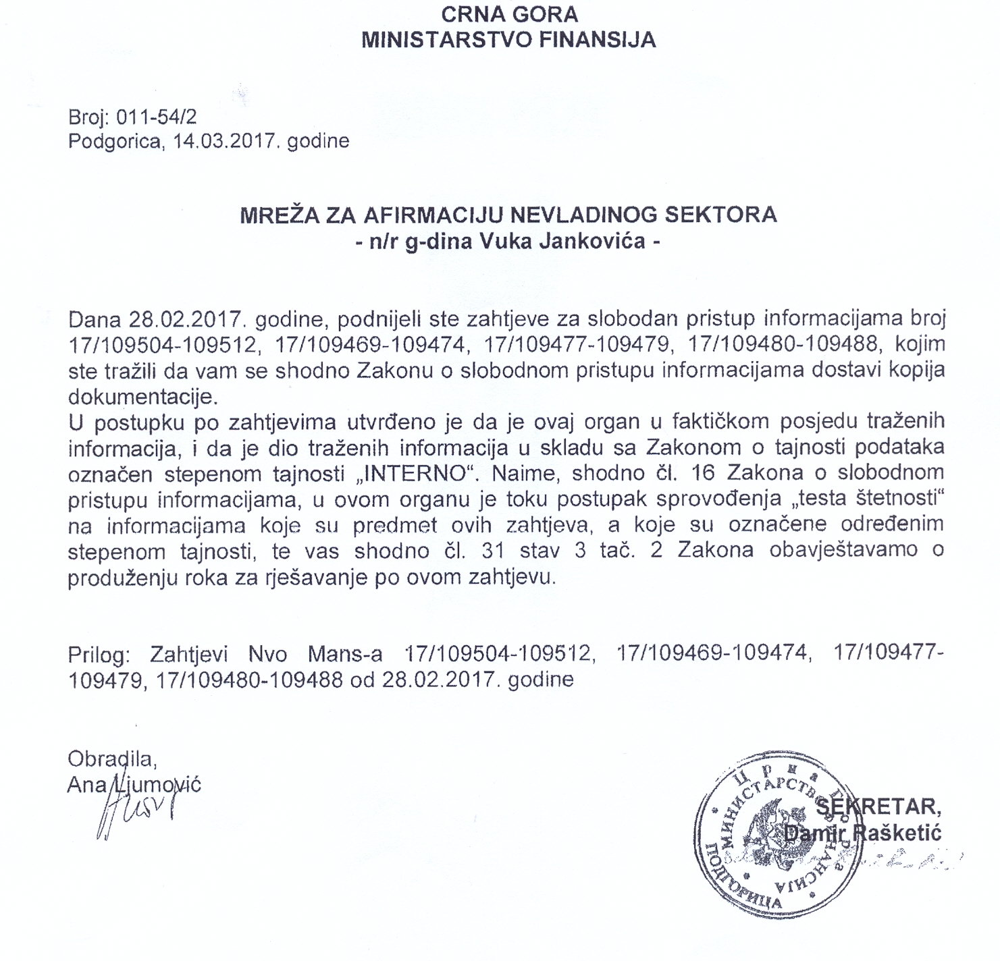 CRNA GORA
MINISTARSTVO FINANSIJA
Broj: 011-54/2
Podgorica, 14.03.2017. godine
MREŽA ZA AFIRMACIJU NEVLADINOG SEKTORA
- n/r g-dina Vuka Jankovića -
Dana 28.02.2017. godine, podnijeli ste zahtjeve za slobodan pristup informacijama broj
17/109504-109512, 17/109469-109474, 17/109477-109479, 17/109480-109488, kojim
ste tražili da vam se shodno Zakonu o slobodnom pristupu informacijama dostavi kopija
dokumentacije.
U postupku po zahtjevima utvrđeno je da je ovaj organ u faktičkom posjedu traženih
informacija, i da je dio traženih informacija u skladu sa Zakonom o tajnosti podataka
označen stepenom tajnosti „INTERNO“. Naime, shodno čl. 16 Zakona o slobodnom
pristupu informacijama, u ovom organu je toku postupak sprovođenja „testa štetnosti“
na informacijama koje su predmet ovih zahtjeva, a koje su označene određenim
stepenom tajnosti, te vas shodno čl. 31 stav 3 tač. 2 Zakona obavještavamo o
produženju roka za rješavanje po ovom zahtjevu.
Prilog: Zahtjevi Nvo Mans-a 17/109504-109512, 17/109469-109474, 17/109477-
109479, 17/109480-109488 od 28.02.2017. godine
Obradila,
Ana Ljumović
SEKRETAR,
Damir Rašketić
Црна Гора
МИНИСТАРСТВО ФИНАНСИЈА
ПОДГОРИЦА